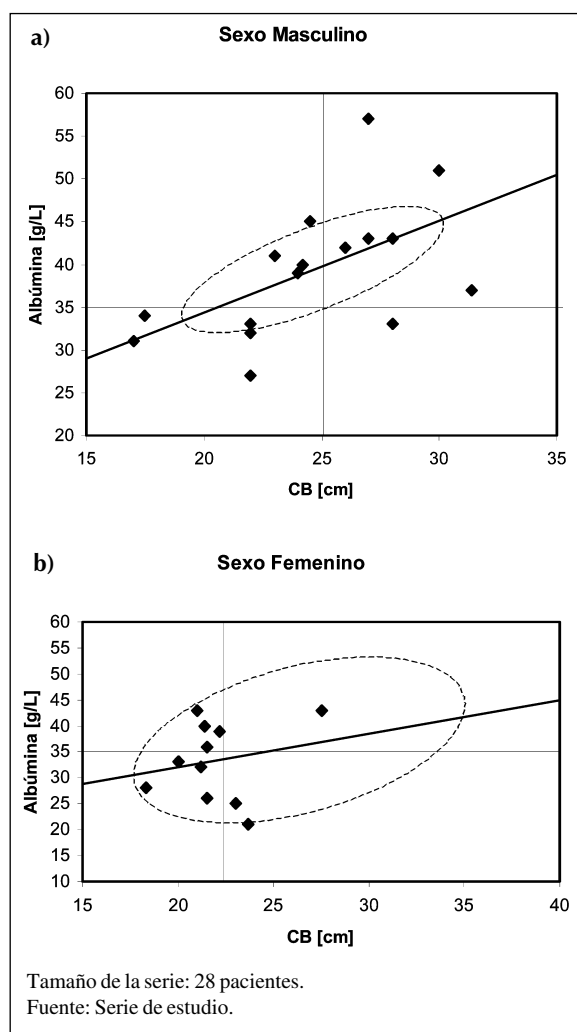 a)
Sexo Masculino
60
55
50
45
40
35
30
25
20
Albúmina [g/L]
15 20 25 30 35
CB [cm]
b)
Sexo Femenino
60
55
50
45
40
35
30
25
20
15
10
Albúmina [g/L]
15 20 25 30 35 40
CB [cm]
Tamaño de la serie: 28 pacientes.
Fuente: Serie de estudio.